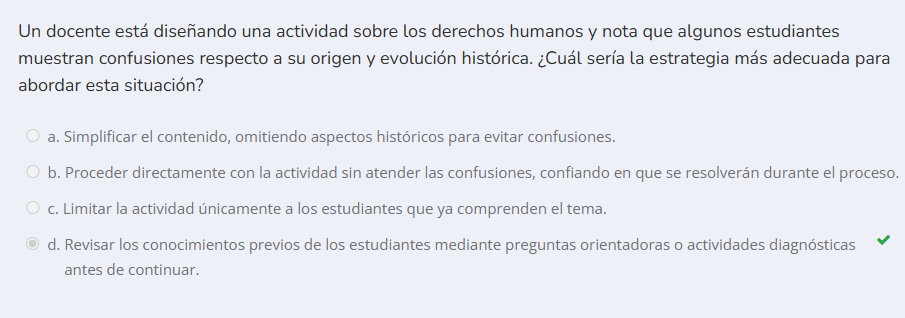 Un docente está diseñando una actividad sobre los derechos humanos y nota que algunos estudiantes
muestran confusiones respecto a su origen y evolución histórica. ¿Cuál sería la estrategia más adecuada para
abordar esta situación?
a. Simplificar el contenido, omitiendo aspectos históricos para evitar confusiones.
b. Proceder directamente con la actividad sin atender las confusiones, confiando en que se resolverán durante el proceso.
c. Limitar la actividad únicamente a los estudiantes que ya comprenden el tema.
d. Revisar los conocimientos previos de los estudiantes mediante preguntas orientadoras o actividades diagnósticas
antes de continuar.